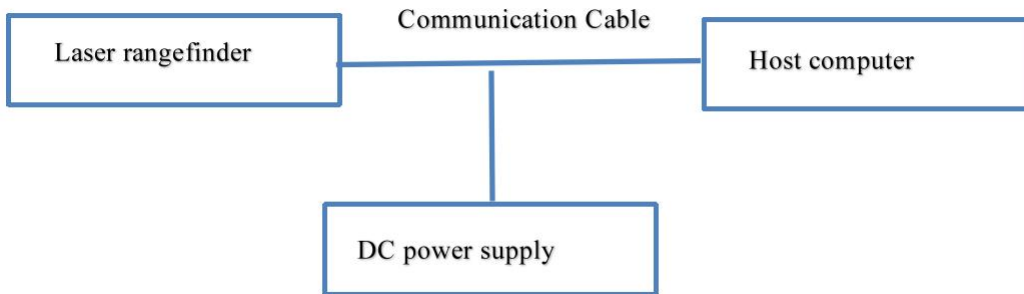 Communication Cable
Laser rangefinder
Host computer
DC power supply